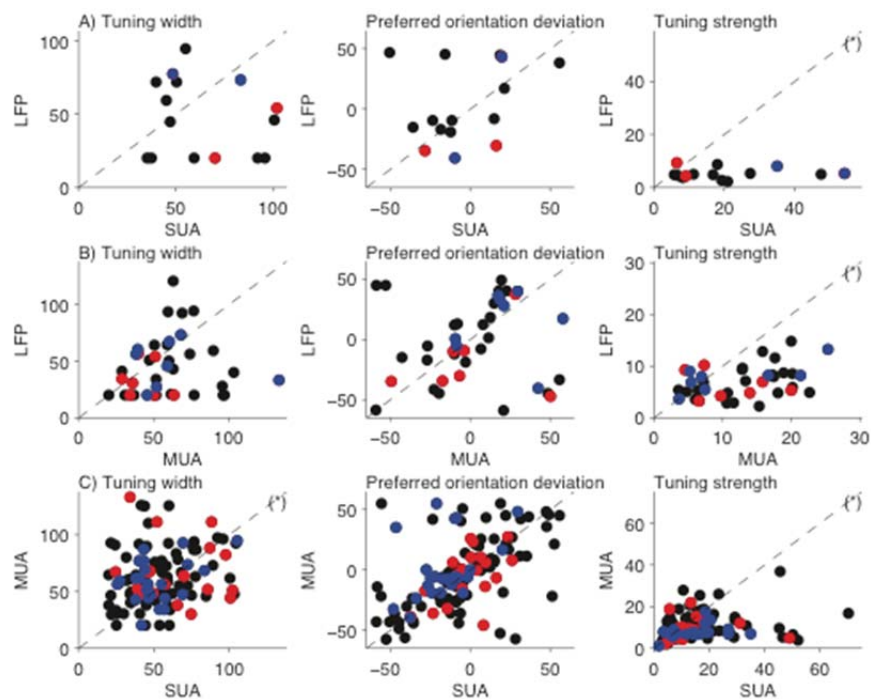 A) Tuning width
Preferred orientation deviation
Tuning strength
(*)
LFP
100
50
0
0
50
100
SUA
LFP
50
0
−50
−50
0
50
SUA
LFP
40
20
0
0
20
40
SUA
B) Tuning width
Preferred orientation deviation
Tuning strength
(*)
LFP
100
50
0
0
50
100
MUA
LFP
50
0
−50
−50
0
50
MUA
LFP
30
20
10
0
0
10
20
30
MUA
C) Tuning width
Preferred orientation deviation
Tuning strength
(*)
(*)
MUA
100
50
0
0
50
100
SUA
MUA
50
0
−50
−50
0
50
SUA
MUA
60
40
20
0
0
20
40
60
SUA